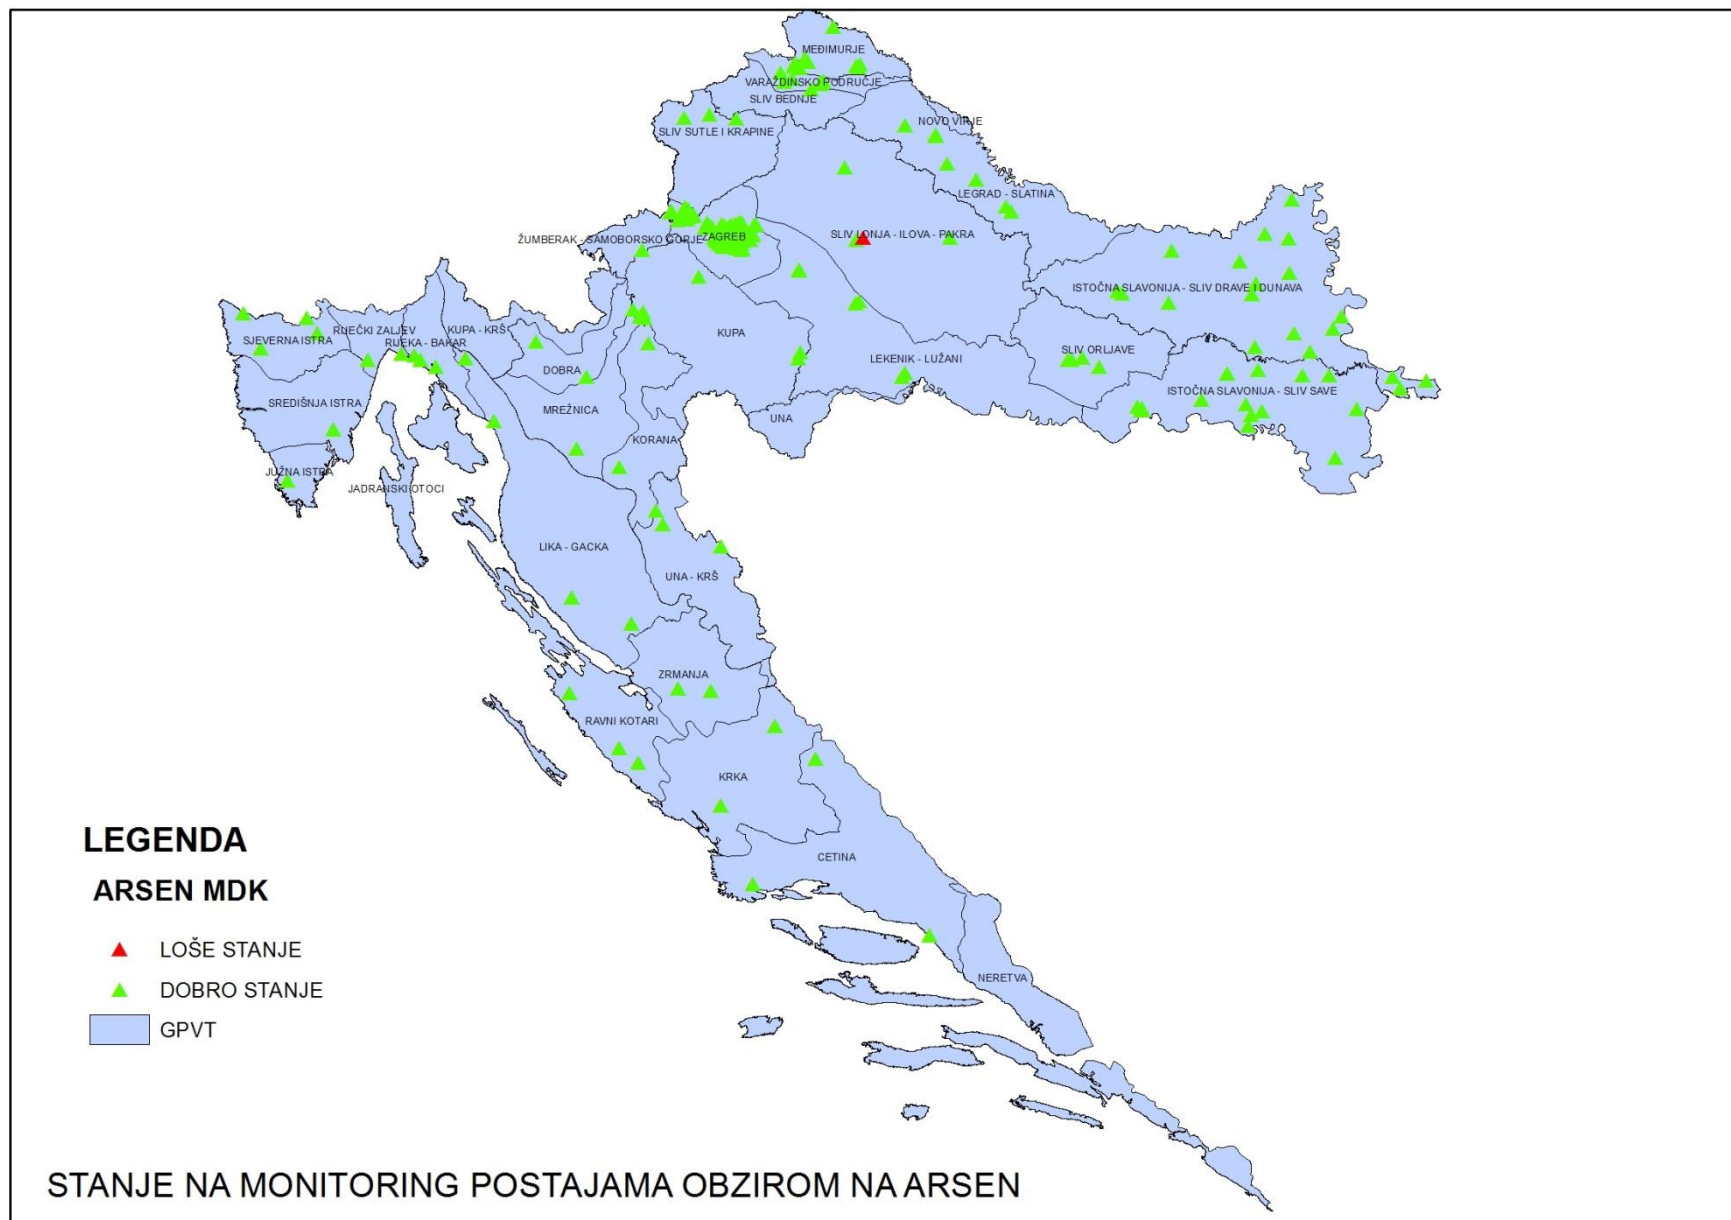 MEĐIMURJE
VARAŽDINSKO PODRUČJE
SLIV BEDNJE
NOVO VIRJE
SLIV SUTLE I KRAPINE
LEGRAD - SLATINA
ŽUMBERAK - SAMOBORSKO GORJE
ZAGREB
SLIV LONJA - ILOVA - PAKRA
ISTOČNA SLAVONIJA - SLIV DRAVE I DUNAVA
RIJEČKI ZALJEV
KUPA - KRŠ
KUPA
SJEVERNA ISTRA
RIJEKA - BAKAR
SLIV ORLJAVE
LEKENIK - LUŽANI
DOBRA
ISTOČNA SLAVONIJA - SLIV SAVE
SREDIŠNJA ISTRA
MREŽNICA
UNA
KORANA
JUŽNA ISTRA
JADRANSKI OTOCI
LIKA - GACKA
UNA - KRŠ
ZRMANJA
RAVNI KOTARI
KRKA
CETINA
NERETVA
LEGENDA
ARSEN MDK
LOŠE STANJE
DOBRO STANJE
GPVT
STANJE NA MONITORING POSTAJAMA OBZIROM NA ARSEN